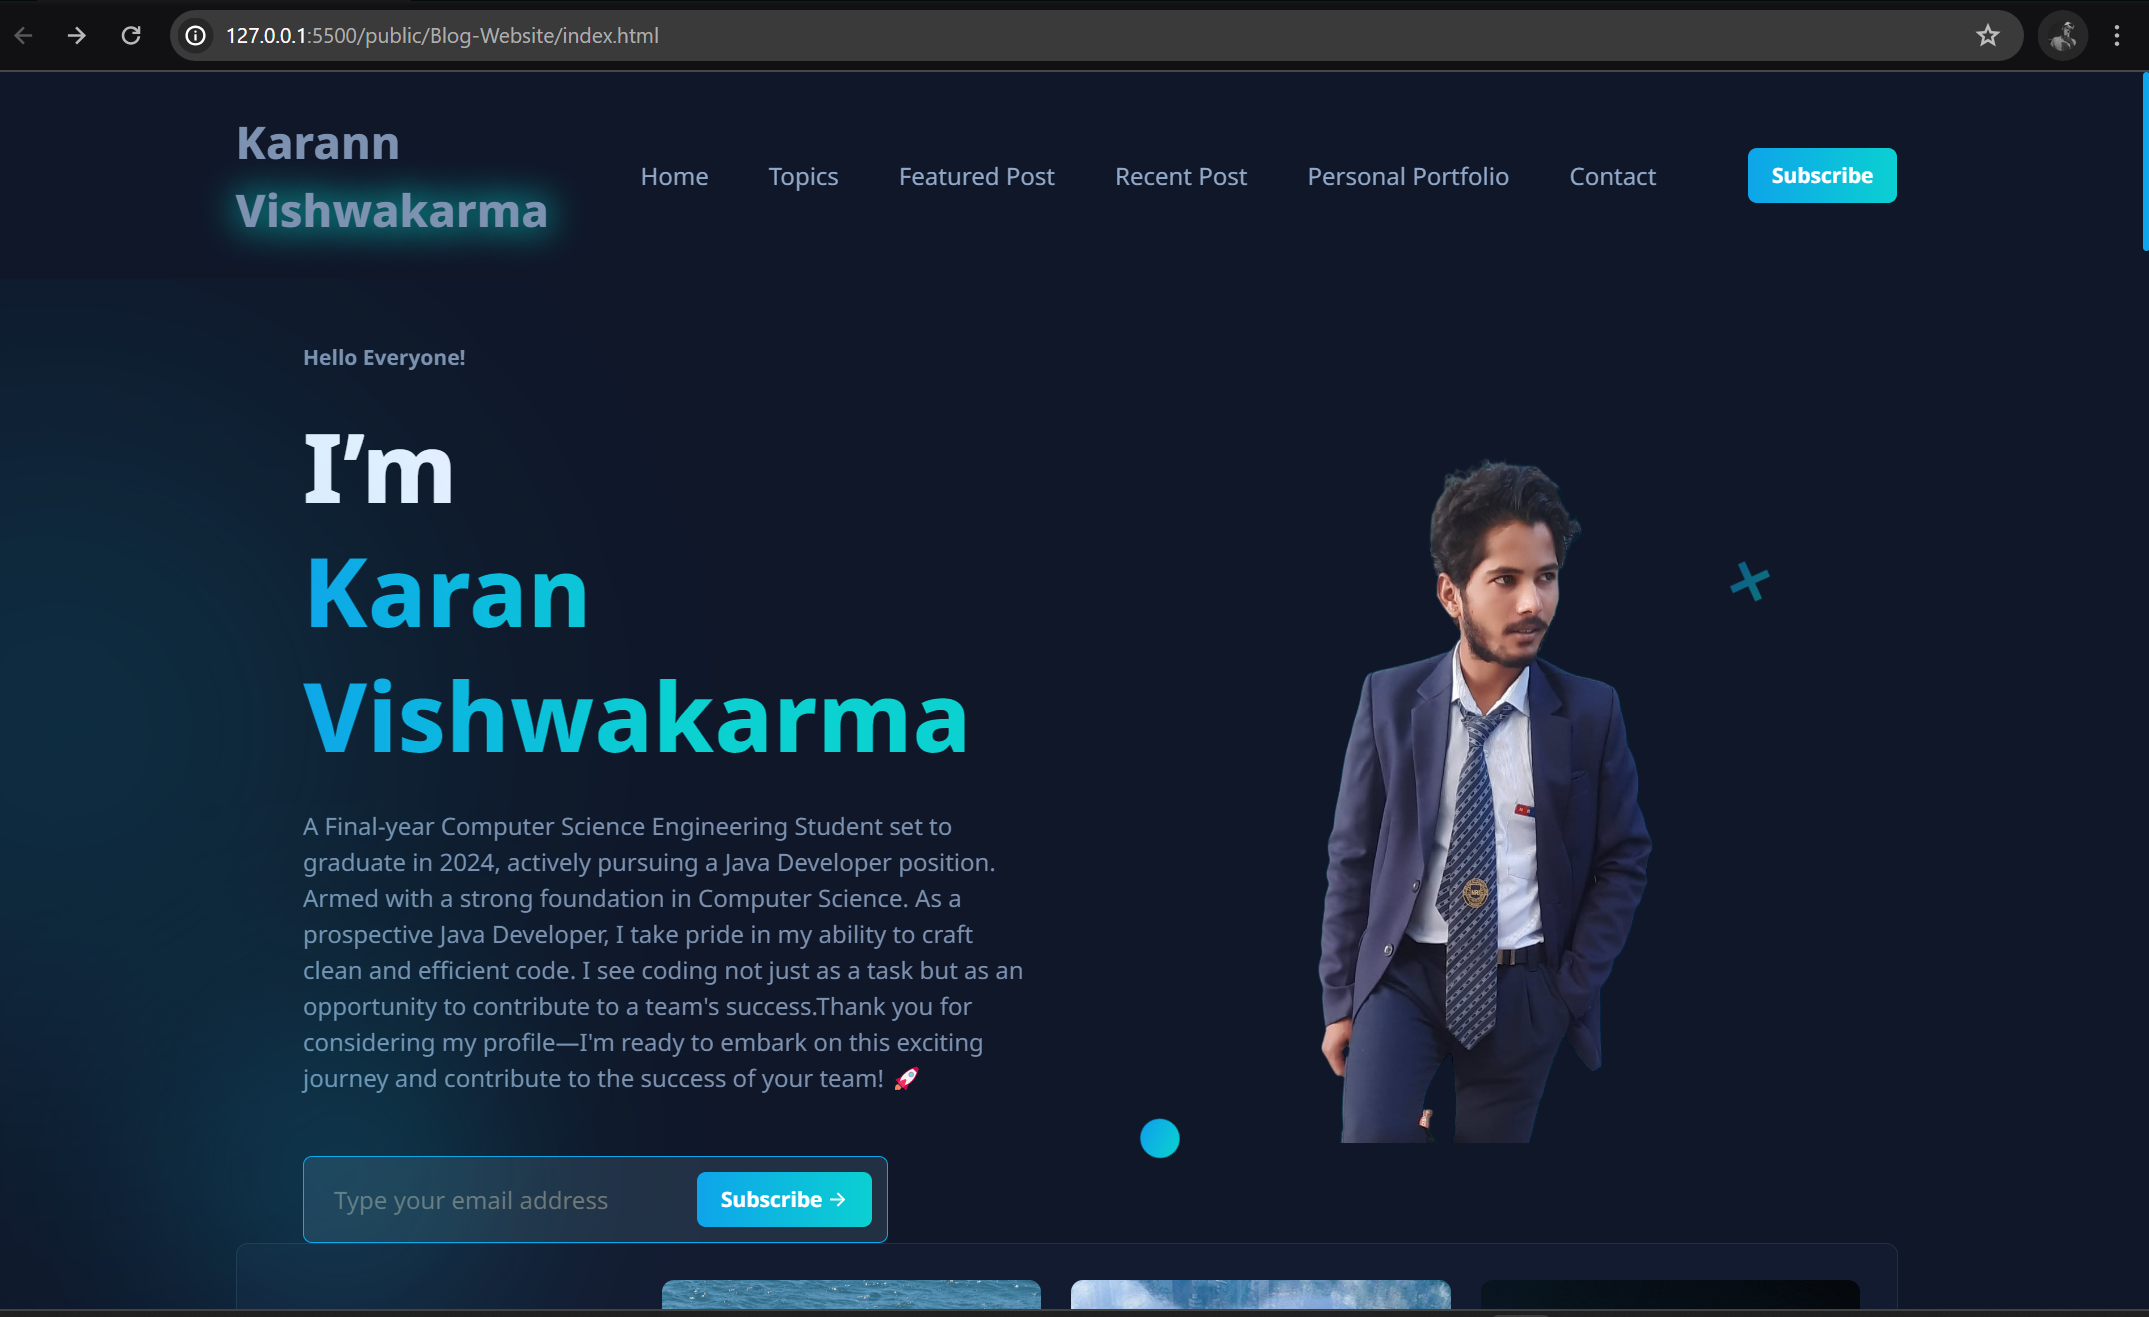 127.0.0.1:5500/public/Blog-Website/index.html
Karann
Vishwakarma
Home
Topics
Featured Post
Recent Post
Personal Portfolio
Contact
Subscribe
Hello Everyone!
I’m
Karan
Vishwakarma
A Final-year Computer Science Engineering Student set to
graduate in 2024, actively pursuing a Java Developer position.
Armed with a strong foundation in Computer Science. As a
prospective Java Developer, I take pride in my ability to craft
clean and efficient code. I see coding not just as a task but as an
opportunity to contribute to a team's success.Thank you for
considering my profile—I'm ready to embark on this exciting
journey and contribute to the success of your team! 🚀
Type your email address
Subscribe →